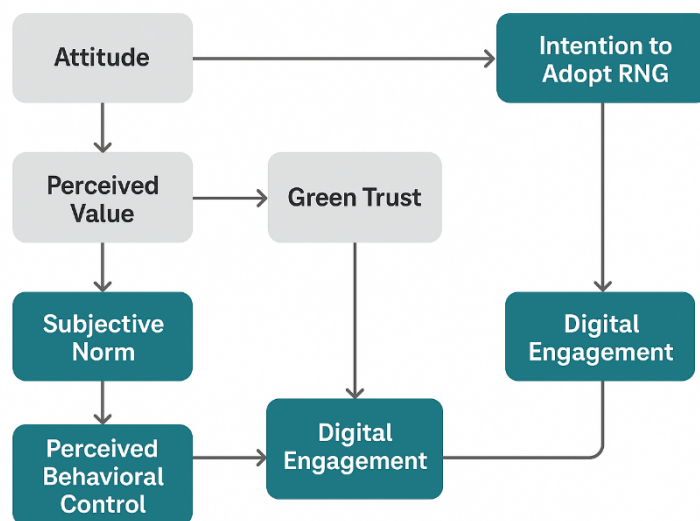 Attitude
Intention to
Adopt RNG
Perceived
Value
Green Trust
Subjective
Norm
Digital
Engagement
Perceived
Behavioral
Control
Digital
Engagement